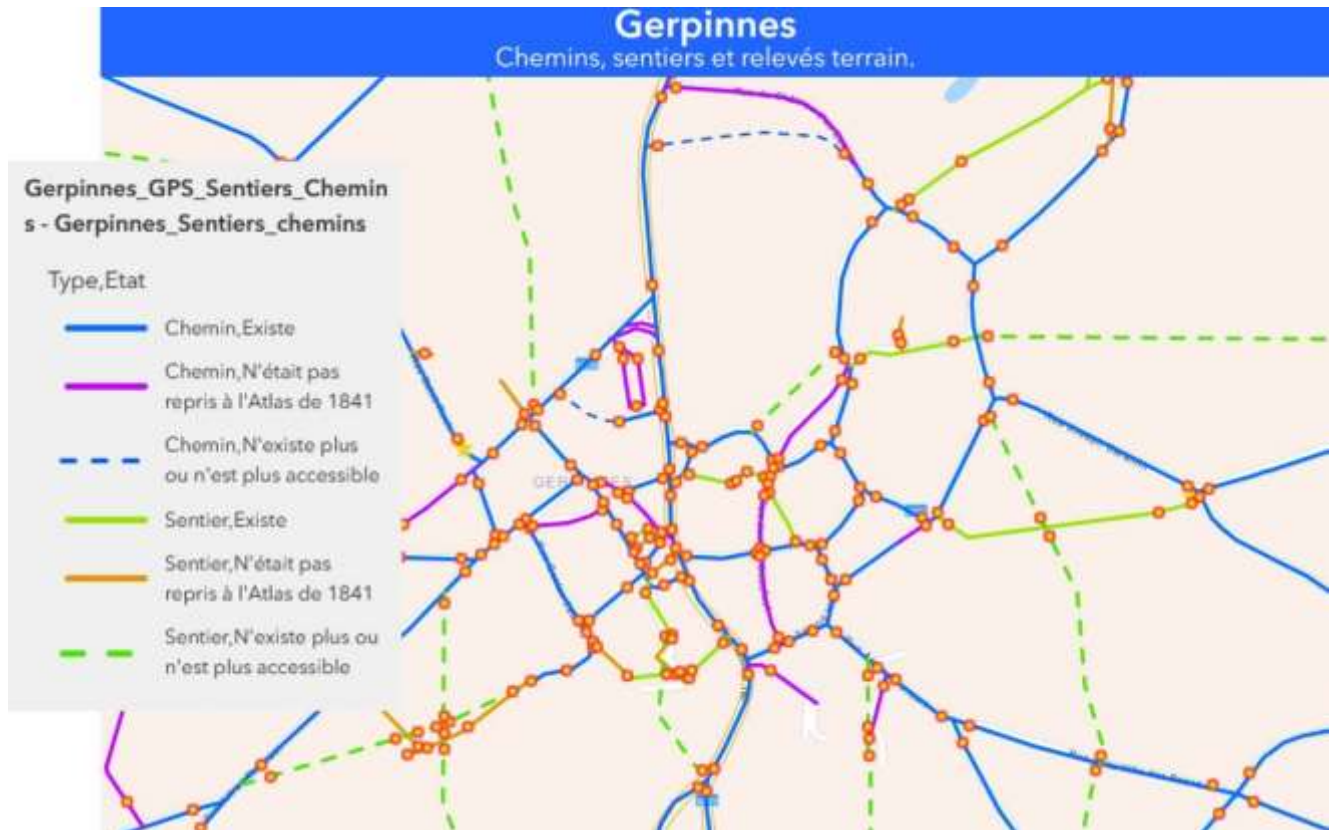 Gerpinnes
Chemins, sentiers et relevés terrain.
Gerpinnes_GPS_Sentiers_Chemin
s - Gerpinnes_Sentiers_chemins
Type,Etat
Chemin,Existe
Chemin,N'était pas
repris à l'Atlas de 1841
Chemin,N'existe plus
ou n'est plus accessible
Sentier,Existe
Sentier,N'était pas
repris à l'Atlas de 1841
Sentier,N'existe plus ou
n'est plus accessible